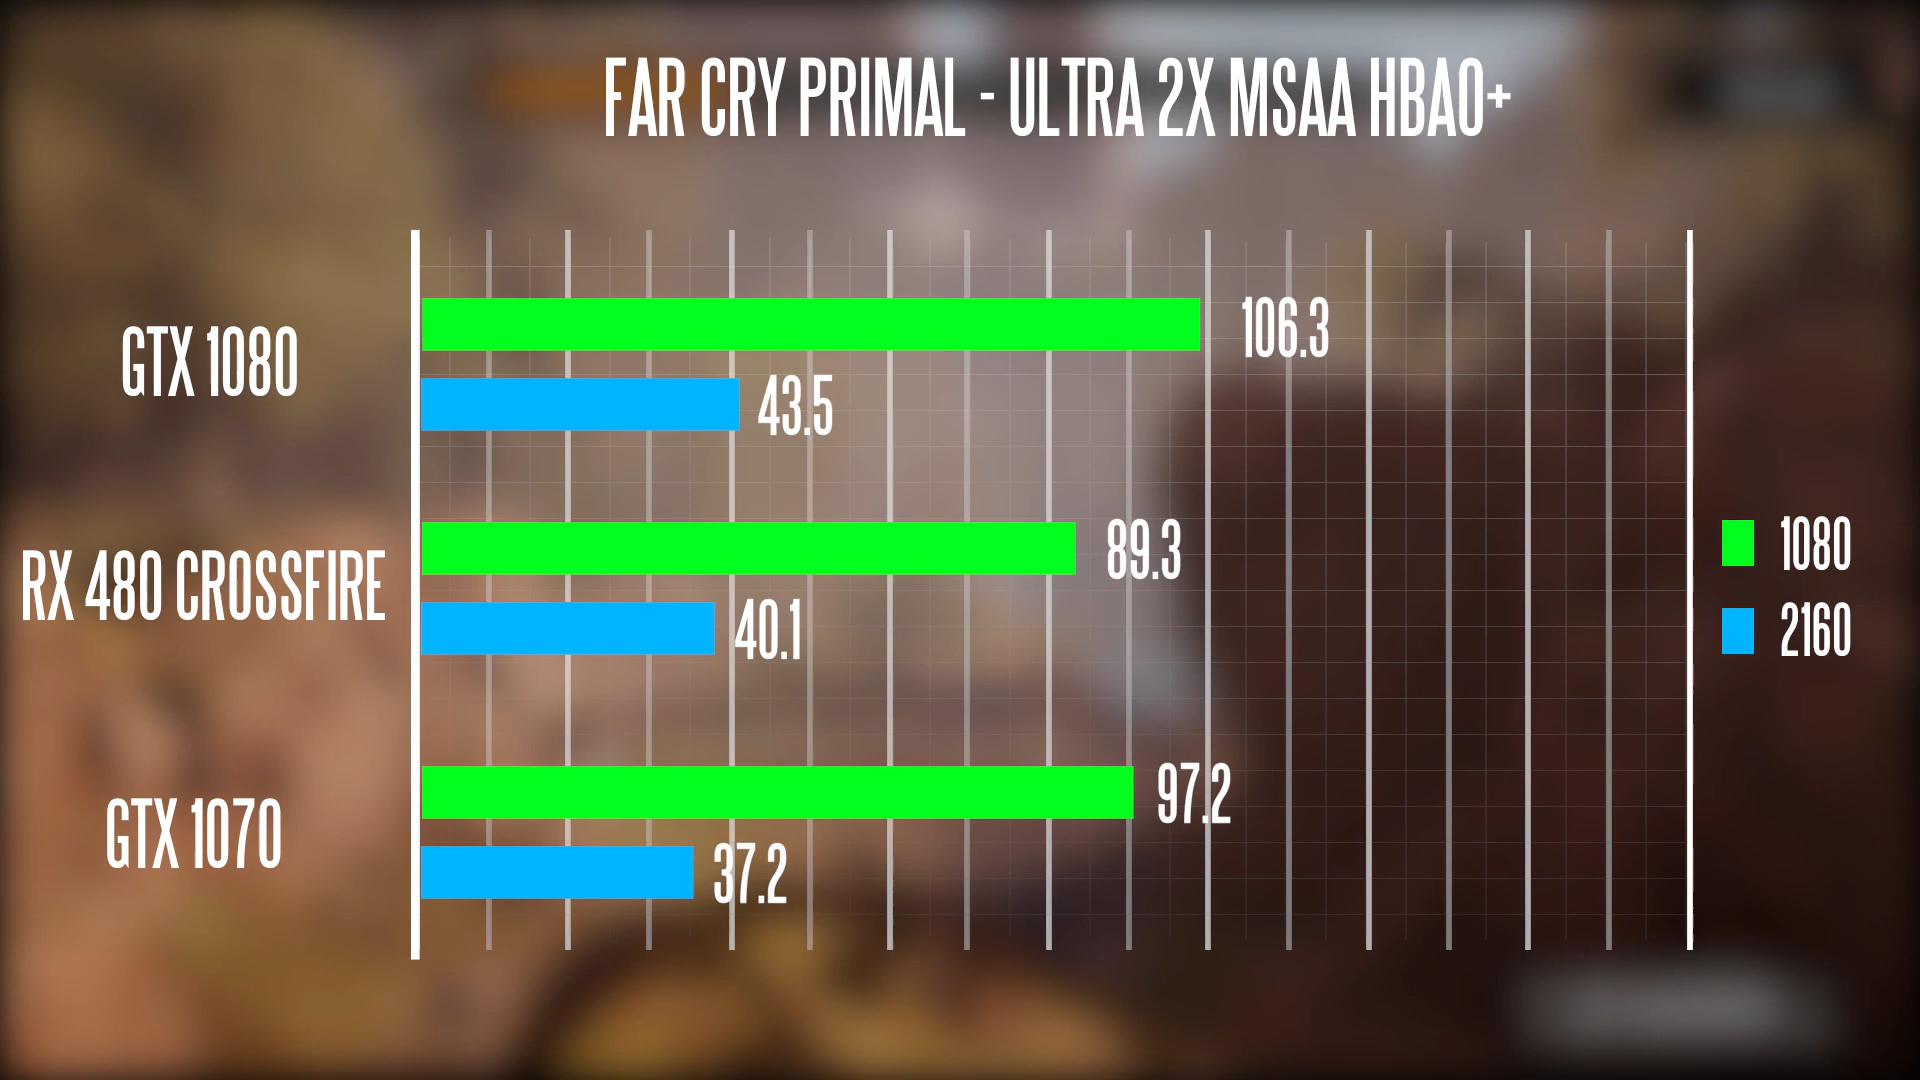 FAR CRY PRIMAL - ULTRA 2X MSAA HBAO+
GTX 1080
106.3
43.5
RX 480 CROSSFIRE
89.3
40.1
GTX 1070
97.2
37.2
1080
2160